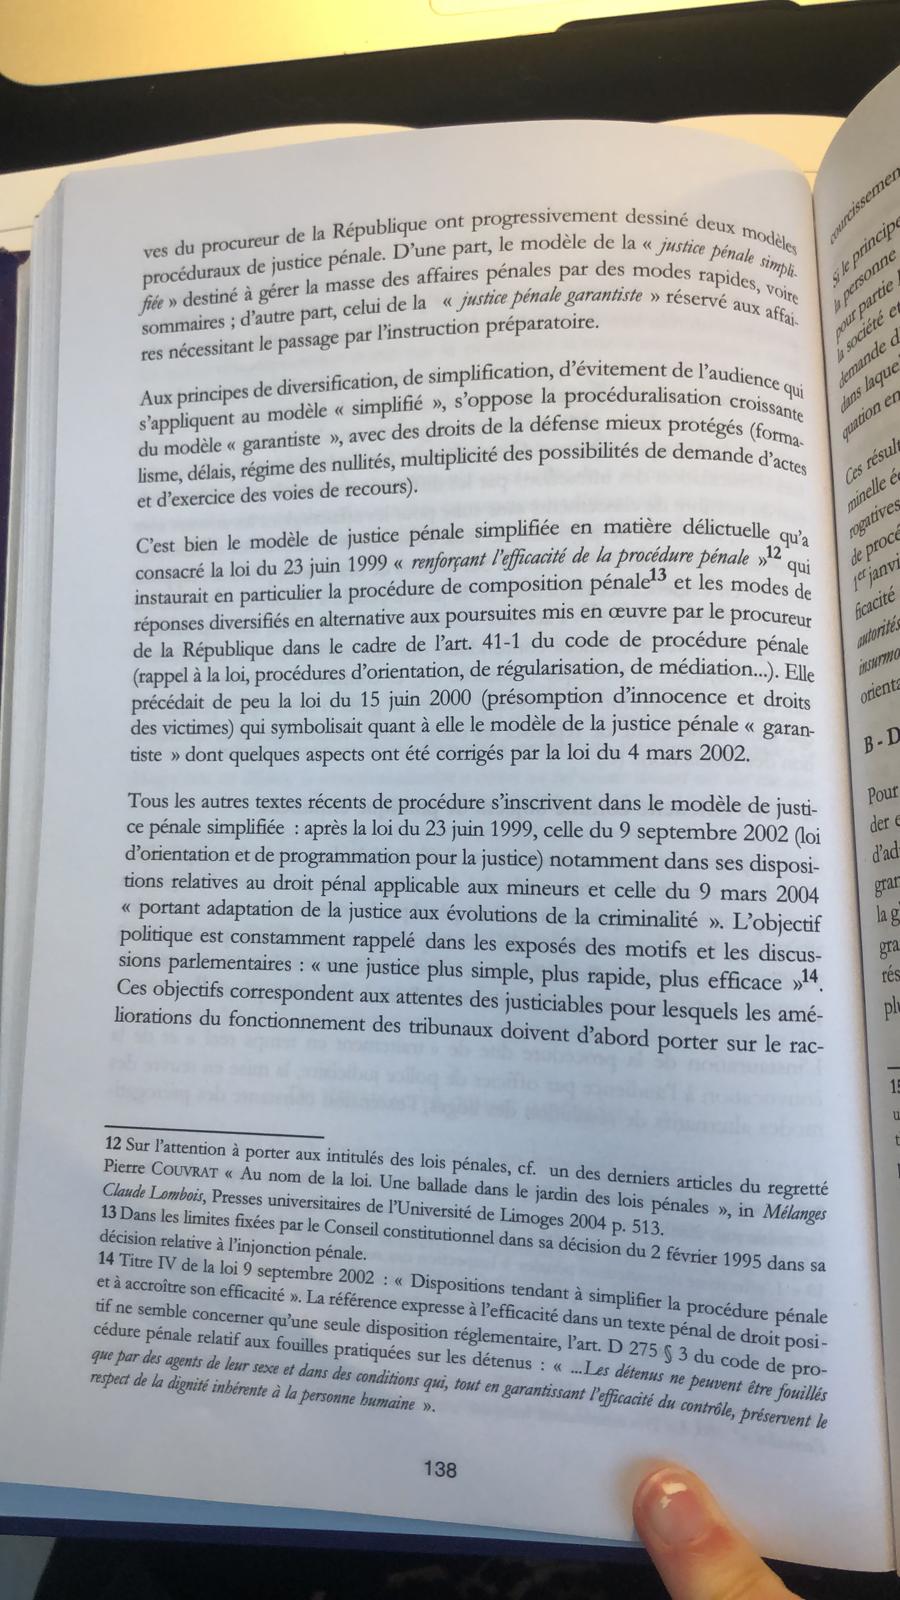 ves du procureur de la République ont progressivement dessiné deux modèles
procéduraux de justice pénale. D'une part, le modèle de la « justice pénale simpli-
fiée » destiné à gérer la masse des affaires pénales par des modes rapides, voire
sommaires ; d'autre part, celui de la « justice pénale garantiste » réservé aux affai-
res nécessitant le passage par l'instruction préparatoire.
Aux principes de diversification, de simplification, d'évitement de l'audience qui
s'appliquent au modèle « simplifié », s'oppose la procéduralisation croissante
du modèle « garantiste », avec des droits de la défense mieux protégés (forma-
lisme, délais, régime des nullités, multiplicité des possibilités de demande d'actes
et d'exercice des voies de recours).
C'est bien le modèle de justice pénale simplifiée en matière délictuelle qu'a
consacré la loi du 23 juin 1999 « renforçant l'efficacité de la procédure pénale »12 qui
instaurait en particulier la procédure de composition pénale13 et les modes de
réponses diversifiés en alternative aux poursuites mis en œuvre par le procureur
de la République dans le cadre de l'art. 41-1 du code de procédure pénale
(rappel à la loi, procédures d'orientation, de régularisation, de médiation...). Elle
précédait de peu la loi du 15 juin 2000 (présomption d'innocence et droits
des victimes) qui symbolisait quant à elle le modèle de la justice pénale « garan-
tiste » dont quelques aspects ont été corrigés par la loi du 4 mars 2002.
Tous les autres textes récents de procédure s'inscrivent dans le modèle de justi-
ce pénale simplifiée : après la loi du 23 juin 1999, celle du 9 septembre 2002 (loi
d'orientation et de programmation pour la justice) notamment dans ses disposi-
tions relatives au droit pénal applicable aux mineurs et celle du 9 mars 2004
« portant adaptation de la justice aux évolutions de la criminalité ». L'objectif
politique est constamment rappelé dans les exposés des motifs et les discus-
sions parlementaires : « une justice plus simple, plus rapide, plus efficace »14.
Ces objectifs correspondent aux attentes des justiciables pour lesquels les amé-
liorations du fonctionnement des tribunaux doivent d'abord porter sur le rac-
12 Sur l'attention à porter aux intitulés des lois pénales, cf. un des derniers articles du regretté
Pierre COUVRAT « Au nom de la loi. Une ballade dans le jardin des lois pénales », in Mélanges
Claude Lombois, Presses universitaires de l'Université de Limoges 2004 p. 513.
13 Dans les limites fixées par le Conseil constitutionnel dans sa décision du 2 février 1995 dans sa
décision relative à l'injonction pénale.
14 Titre IV de la loi 9 septembre 2002 : « Dispositions tendant à simplifier la procédure pénale
et à accroître son efficacité ». La référence expresse à l'efficacité dans un texte pénal de droit posi-
tif ne semble concerner qu'une seule disposition réglementaire, l'art. D 275 § 3 du code de pro-
cédure pénale relatif aux fouilles pratiquées sur les détenus : « ...Les détenus ne peuvent être fouillés
que par des agents de leur sexe et dans des conditions qui, tout en garantissant l'efficacité du contrôle, préservent le
respect de la dignité inhérente à la personne humaine ».
138
Si le principe
la personne
pour partie
la société et
demande d
dans laque
quation en
Ces résult
minelle
rogatives
de procé
1er janvi
ficacité
autorités
insurmo
orienta
B - D
Pour
der e
d'ad
gran
la g
gra
rés